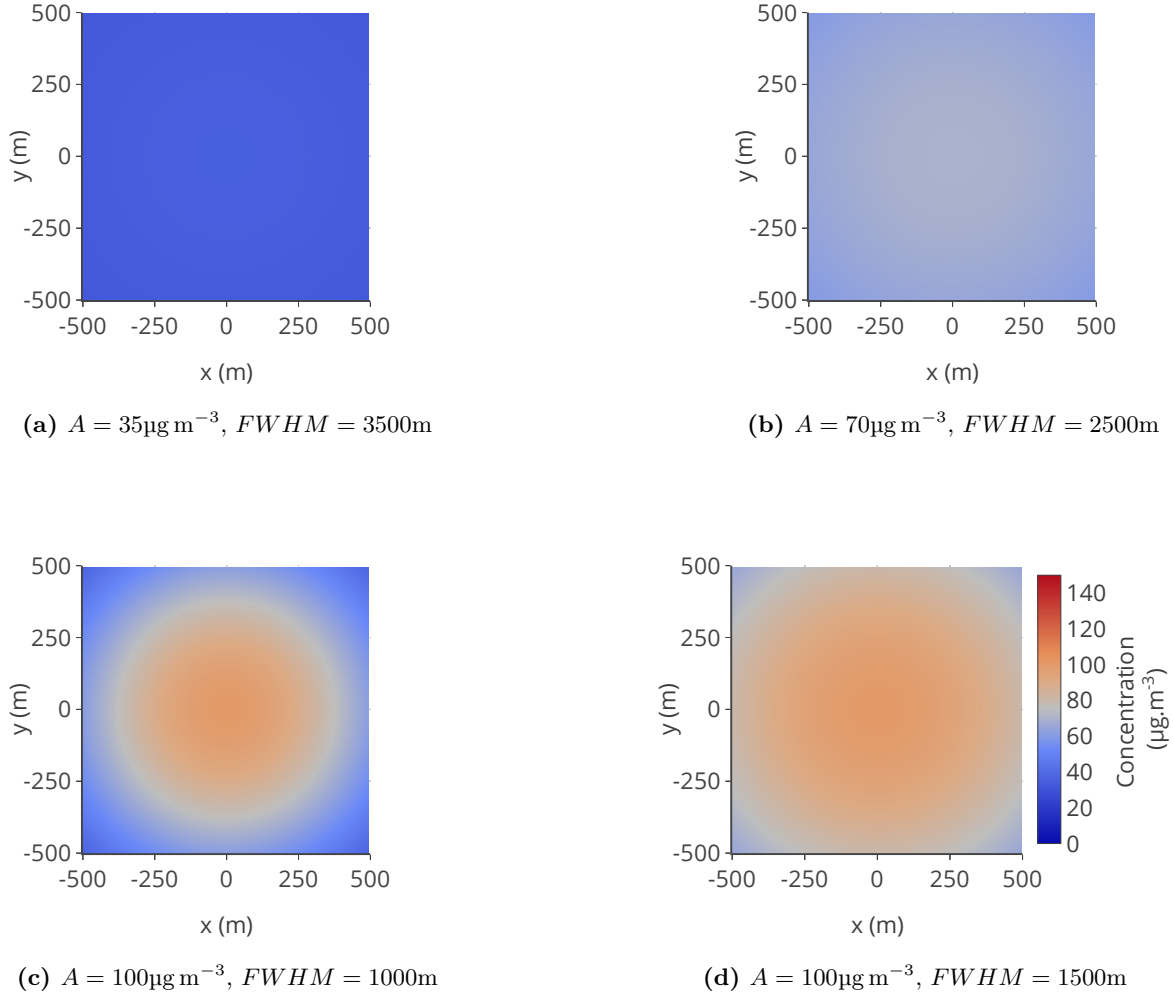 500
250
0
-250
-500
y (m)
-500 -250 0 250 500
x (m)
(a) A = 35µg m⁻³, FWHM = 3500m
500
250
0
-250
-500
y (m)
-500 -250 0 250 500
x (m)
(b) A = 70µg m⁻³, FWHM = 2500m
500
250
0
-250
-500
y (m)
-500 -250 0 250 500
x (m)
(c) A = 100µg m⁻³, FWHM = 1000m
500
250
0
-250
-500
y (m)
-500 -250 0 250 500
x (m)
140
120
100
80
60
40
20
0
Concentration
(µg.m⁻³)
(d) A = 100µg m⁻³, FWHM = 1500m